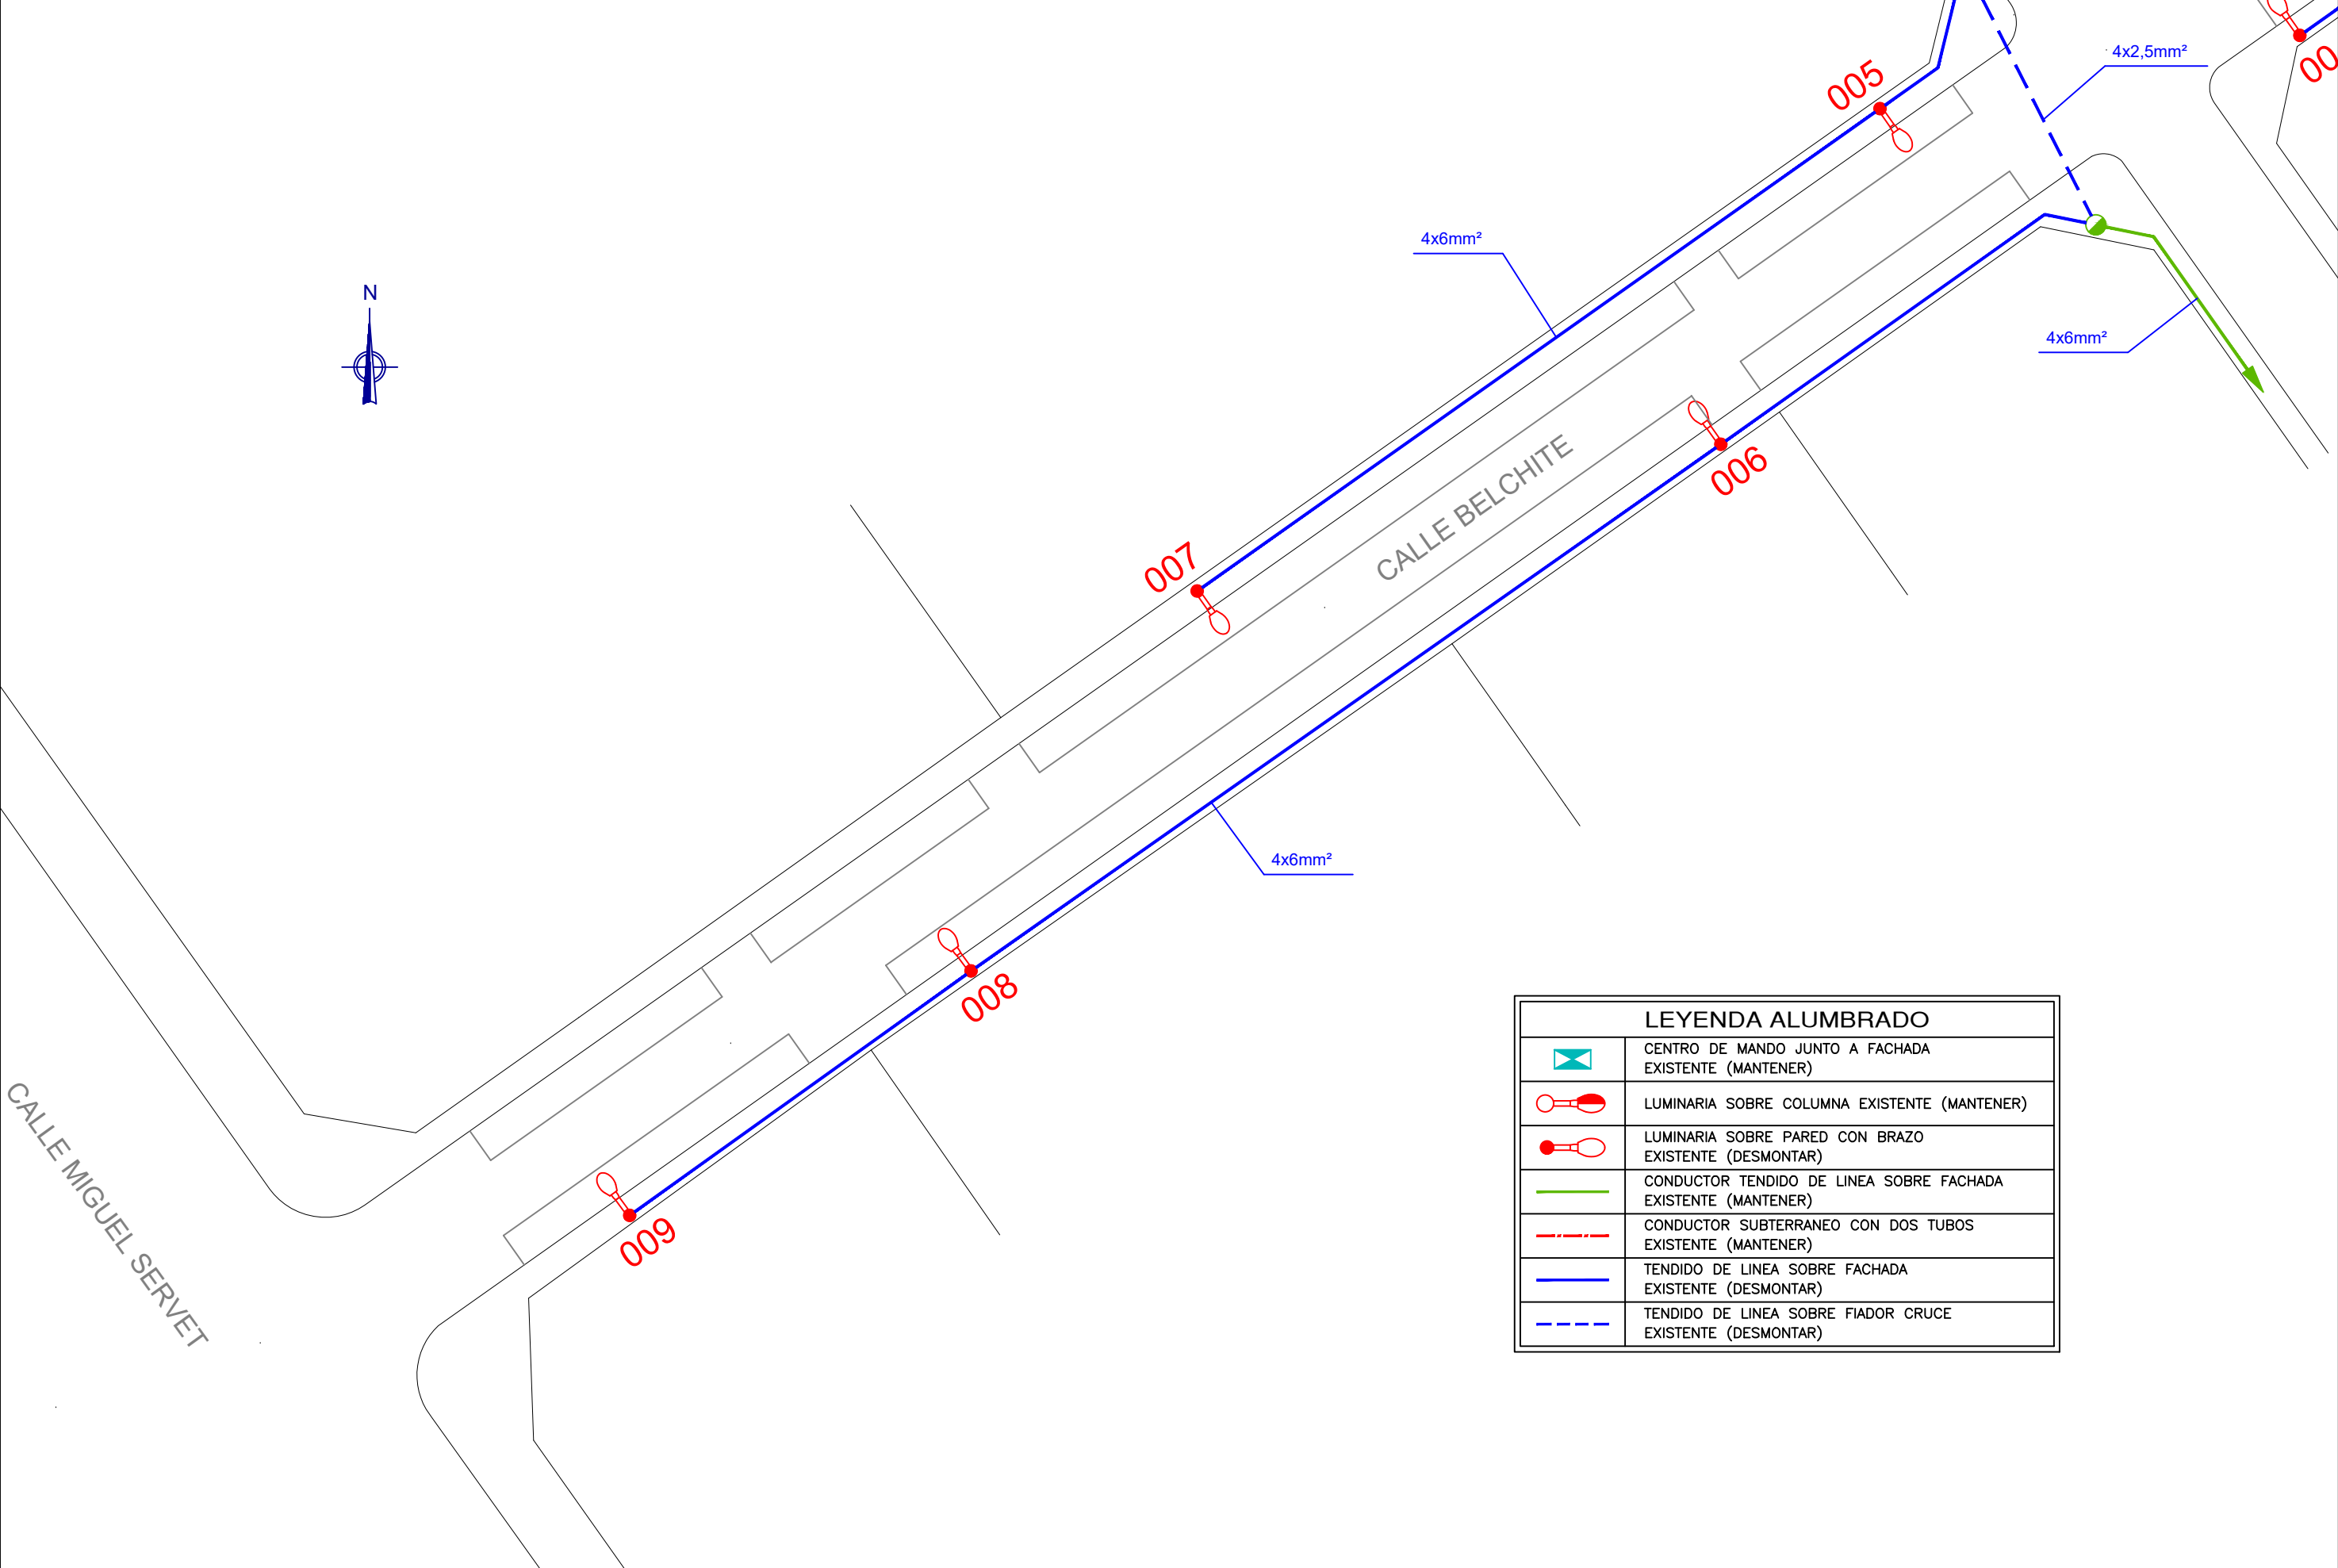 4x2,5mm²
005
4x6mm²
N
4x6mm²
006
CALLE BELCHITE
007
4x6mm²
008
009
CALLE MIGUEL SERVET
LEYENDA ALUMBRADO
CENTRO DE MANDO JUNTO A FACHADA
EXISTENTE (MANTENER)
LUMINARIA SOBRE COLUMNA EXISTENTE (MANTENER)
LUMINARIA SOBRE PARED CON BRAZO
EXISTENTE (DESMONTAR)
CONDUCTOR TENDIDO DE LINEA SOBRE FACHADA
EXISTENTE (MANTENER)
CONDUCTOR SUBTERRANEO CON DOS TUBOS
EXISTENTE (MANTENER)
TENDIDO DE LINEA SOBRE FACHADA
EXISTENTE (DESMONTAR)
TENDIDO DE LINEA SOBRE FIADOR CRUCE
EXISTENTE (DESMONTAR)